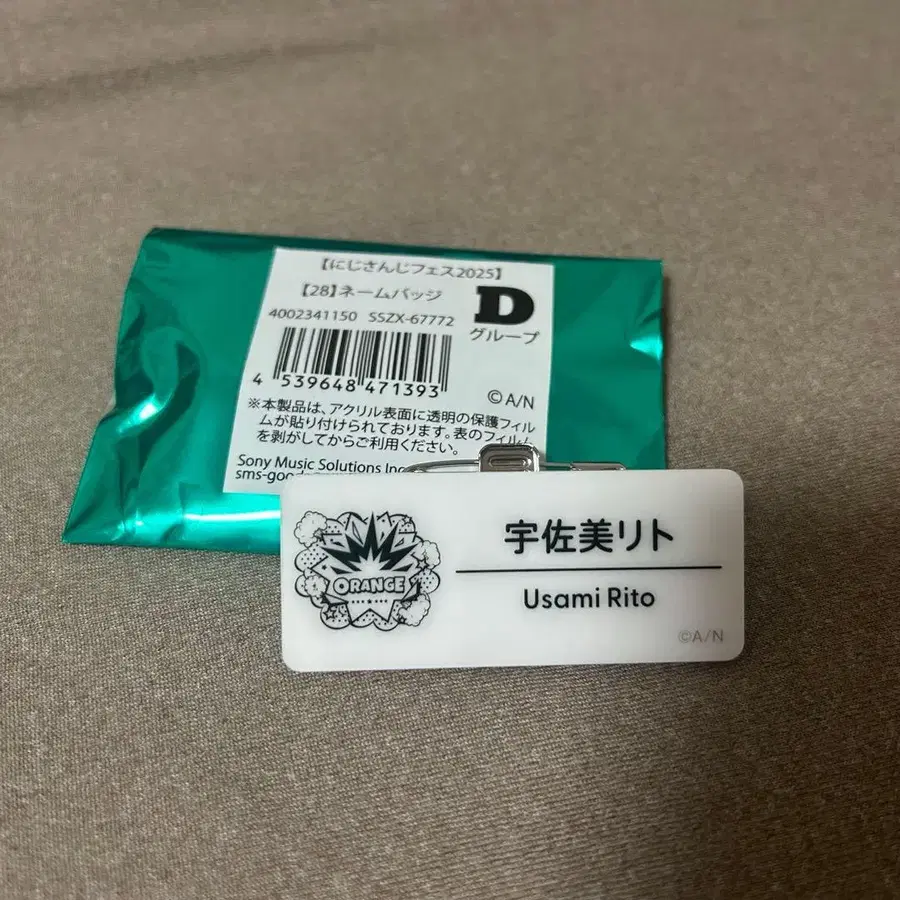 【にじさんじフェス2025】
【28】ネームバッジ
4002341150 SSZX-67772
D
グループ
4 539648 471393
©A/N
※本製品は、アクリル表面に透明の保護フィル
ムが貼り付けられております。表のフィルム
を剥がしてからご利用ください。
Sony Music Solutions Inc
sms-good
ORANGE
宇佐美リト
Usami Rito
©A/N